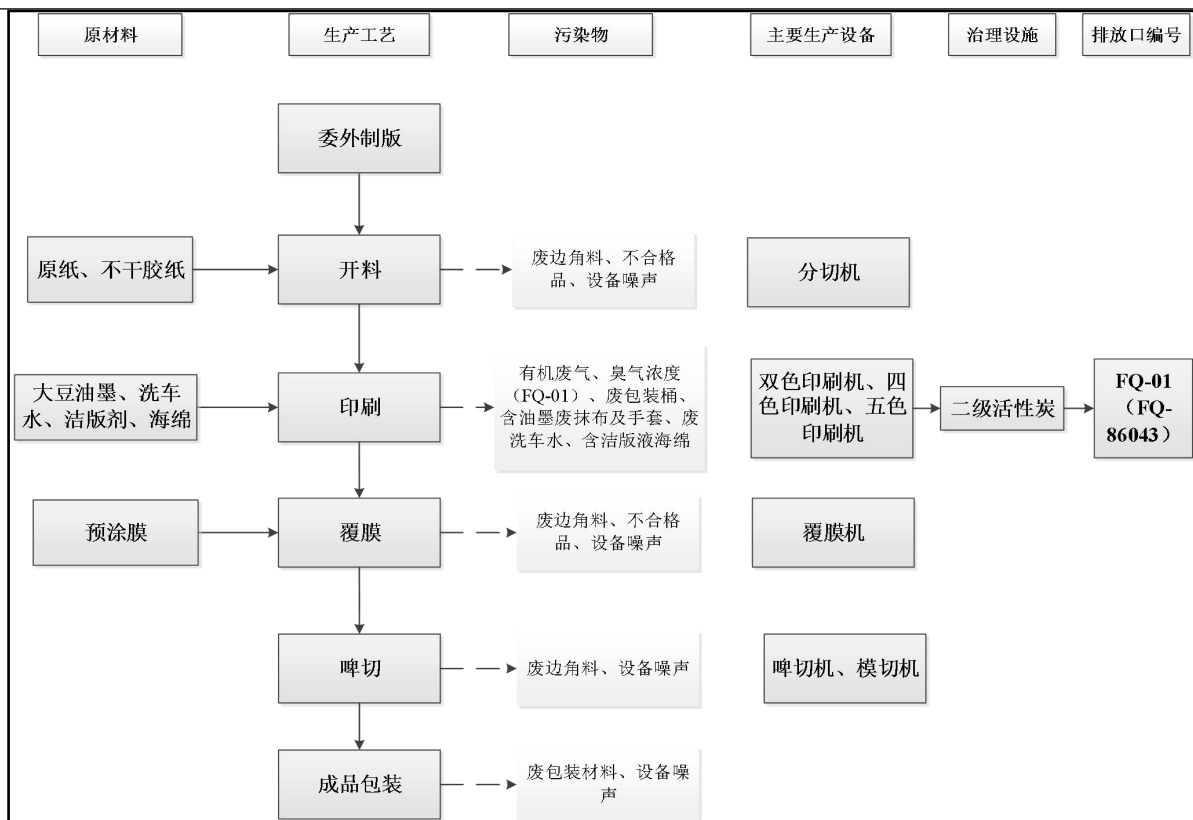 原材料
生产工艺
污染物
主要生产设备
治理设施
排放口编号
委外制版
原纸、不干胶纸
开料
废边角料、不合格
品、设备噪声
分切机
大豆油墨、洗车
水、洁版剂、海绵
印刷
有机废气、臭气浓度
（FQ-01）、废包装桶、
含油墨废抹布及手套、废
洗车水、含洁版液海绵
双色印刷机、四
色印刷机、五色
印刷机
二级活性炭
FQ-01
（FQ-
86043）
预涂膜
覆膜
废边角料、不合格
品、设备噪声
覆膜机
啤切
废边角料、设备噪声
啤切机、模切机
成品包装
废包装材料、设备噪
声